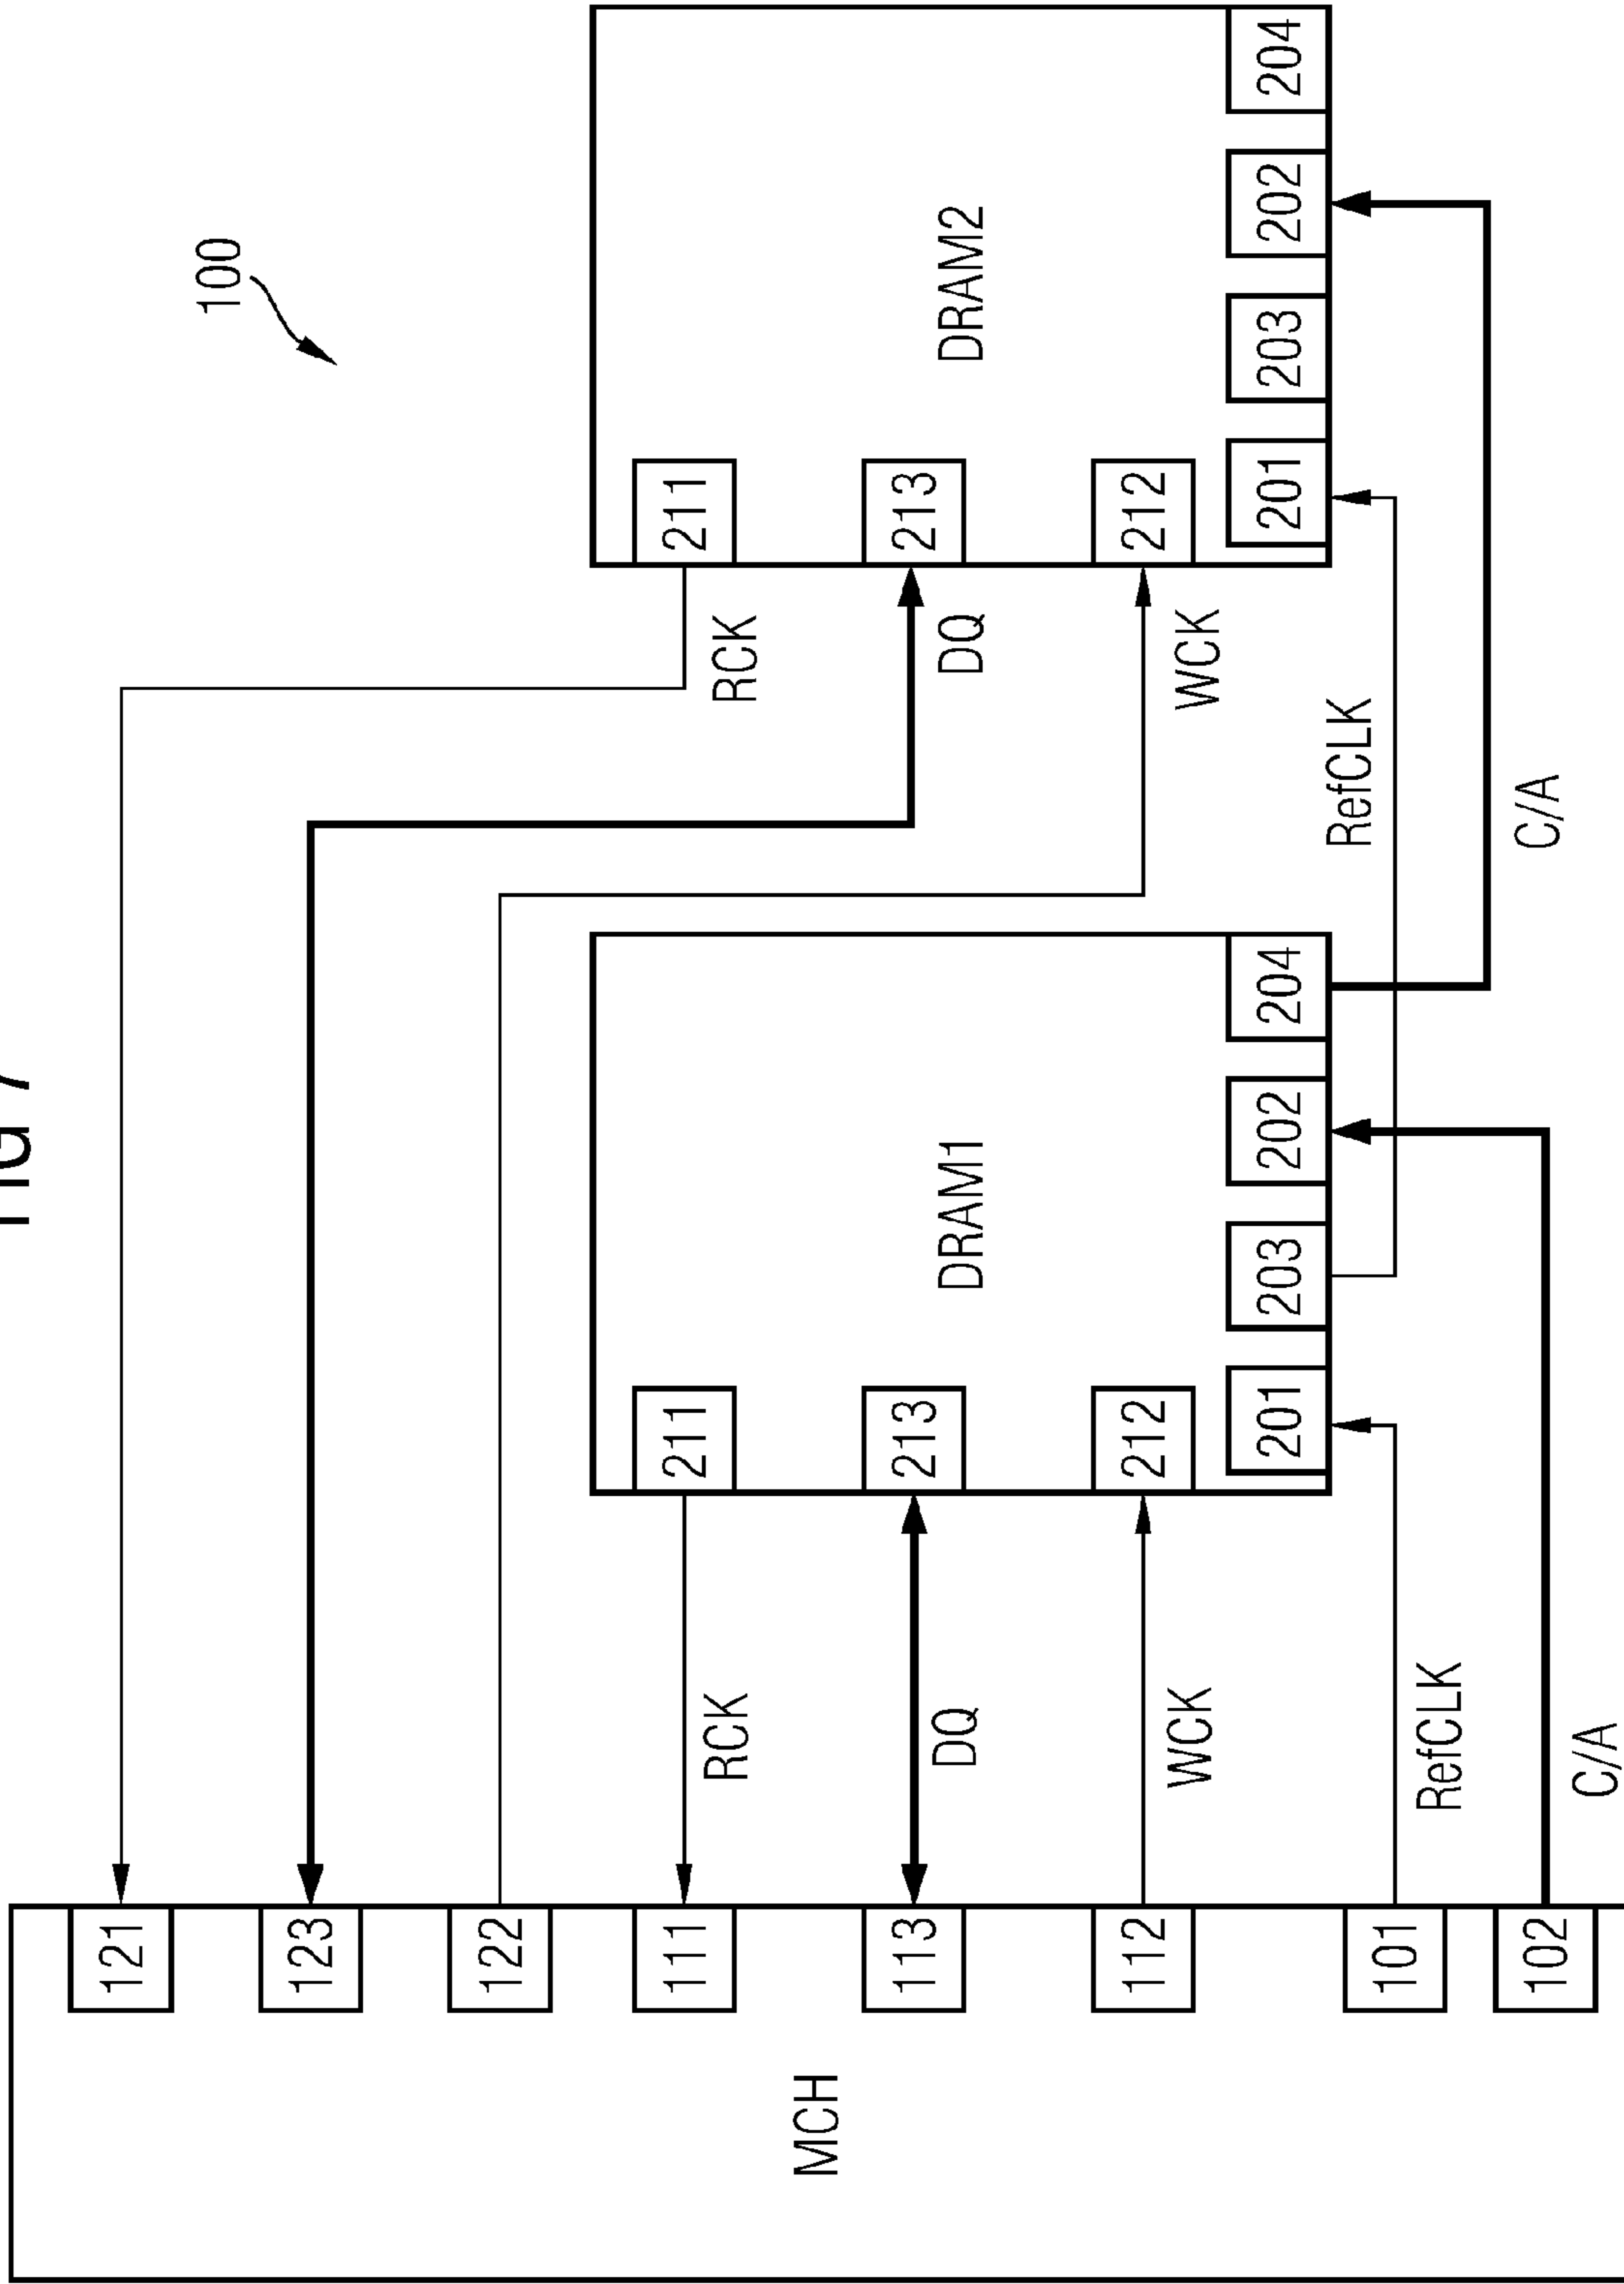 FIG 7
121
100
123
122
111
211
211
RCK
RCK
MCH
113
213
213
DQ
DRAM1
DQ
DRAM2
112
212
212
WCK
WCK
201
203
202
204
201
203
202
204
RefCLK
101
RefCLK
102
C/A
C/A